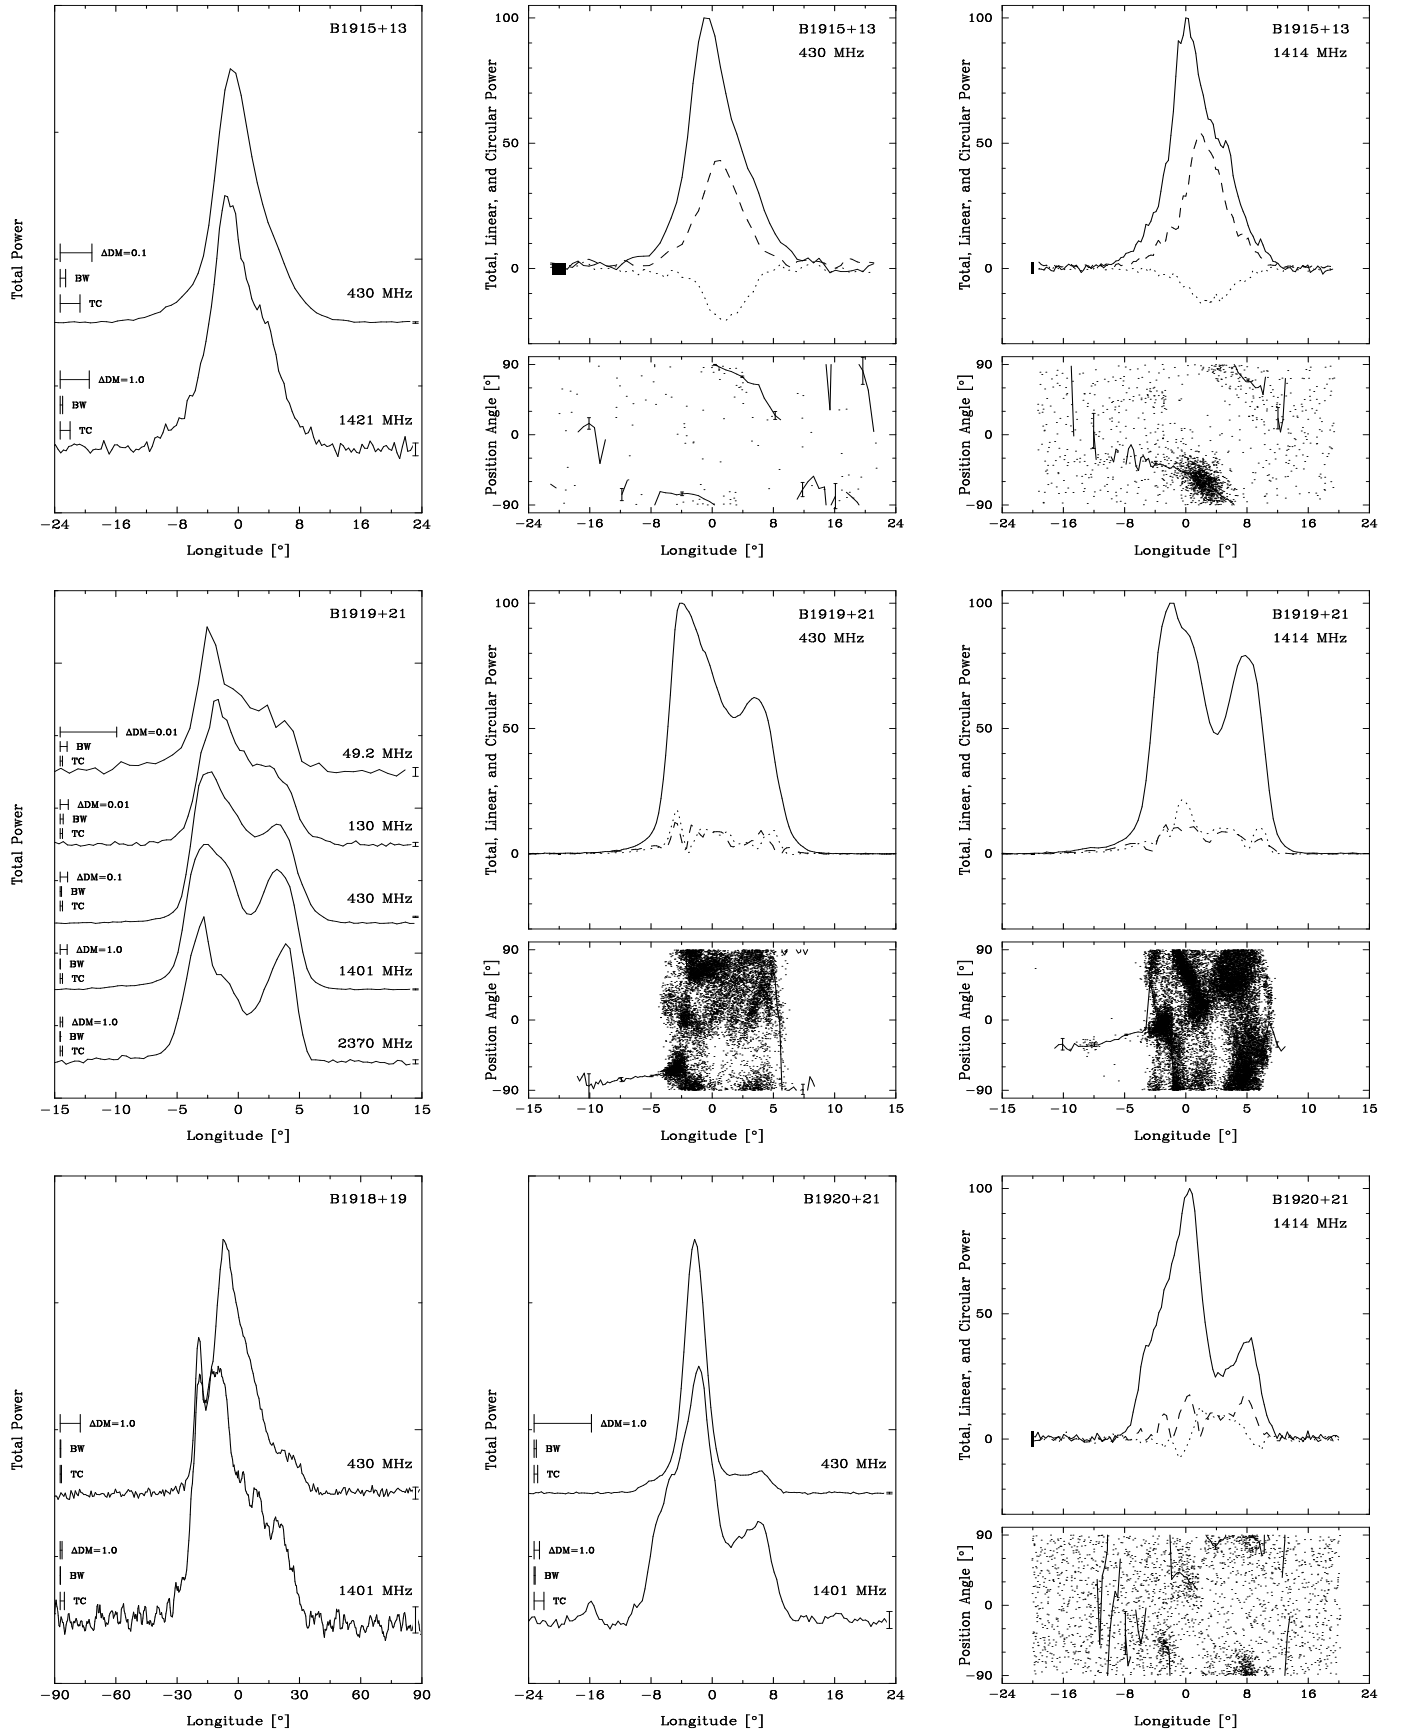 B1915+13
Total Power
ΔDM=0.1
BW
TC
430 MHz
ΔDM=1.0
BW
TC
1421 MHz
−24 −16 −8 0 8 16 24
Longitude [°]
B1915+13
430 MHz
Total, Linear, and Circular Power
100
50
0
Position Angle [°]
90
0
−90
−24 −16 −8 0 8 16 24
Longitude [°]
B1915+13
1414 MHz
Total, Linear, and Circular Power
100
50
0
Position Angle [°]
90
0
−90
−24 −16 −8 0 8 16 24
Longitude [°]
B1919+21
Total Power
ΔDM=0.01
BW
TC
49.2 MHz
ΔDM=0.01
BW
TC
130 MHz
ΔDM=0.1
BW
TC
430 MHz
ΔDM=1.0
BW
TC
1401 MHz
ΔDM=1.0
BW
TC
2370 MHz
−15 −10 −5 0 5 10 15
Longitude [°]
B1919+21
430 MHz
Total, Linear, and Circular Power
100
50
0
Position Angle [°]
90
0
−90
−15 −10 −5 0 5 10 15
Longitude [°]
B1919+21
1414 MHz
Total, Linear, and Circular Power
100
50
0
Position Angle [°]
90
0
−90
−15 −10 −5 0 5 10 15
Longitude [°]
B1918+19
Total Power
ΔDM=1.0
BW
TC
430 MHz
ΔDM=1.0
BW
TC
1401 MHz
−90 −60 −30 0 30 60 90
Longitude [°]
B1920+21
Total Power
ΔDM=1.0
BW
TC
430 MHz
ΔDM=1.0
BW
TC
1401 MHz
−24 −16 −8 0 8 16 24
Longitude [°]
B1920+21
1414 MHz
Total, Linear, and Circular Power
100
50
0
Position Angle [°]
90
0
−90
−24 −16 −8 0 8 16 24
Longitude [°]